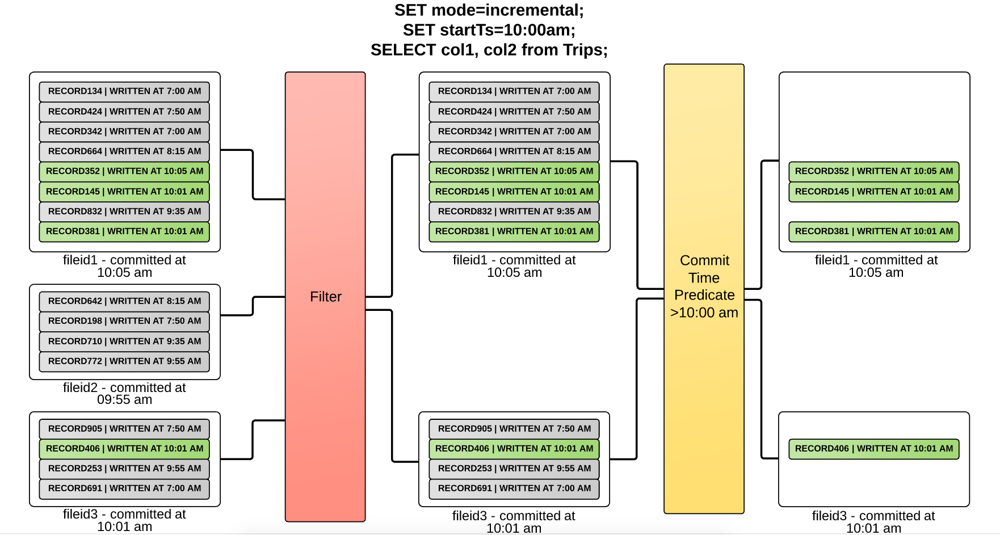 SET mode=incremental;
SET startTs=10:00am;
SELECT col1, col2 from Trips;
RECORD134 | WRITTEN AT 7:00 AM
RECORD424 | WRITTEN AT 7:50 AM
RECORD342 | WRITTEN AT 7:00 AM
RECORD664 | WRITTEN AT 8:15 AM
RECORD352 | WRITTEN AT 10:05 AM
RECORD145 | WRITTEN AT 10:01 AM
RECORD832 | WRITTEN AT 9:35 AM
RECORD381 | WRITTEN AT 10:01 AM
fileid1 - committed at
10:05 am
RECORD642 | WRITTEN AT 8:15 AM
RECORD198 | WRITTEN AT 7:50 AM
RECORD710 | WRITTEN AT 9:35 AM
RECORD772 | WRITTEN AT 9:55 AM
fileid2 - committed at
09:55 am
RECORD905 | WRITTEN AT 7:50 AM
RECORD406 | WRITTEN AT 10:01 AM
RECORD253 | WRITTEN AT 9:55 AM
RECORD691 | WRITTEN AT 7:00 AM
fileid3 - committed at
10:01 am
Filter
RECORD134 | WRITTEN AT 7:00 AM
RECORD424 | WRITTEN AT 7:50 AM
RECORD342 | WRITTEN AT 7:00 AM
RECORD664 | WRITTEN AT 8:15 AM
RECORD352 | WRITTEN AT 10:05 AM
RECORD145 | WRITTEN AT 10:01 AM
RECORD832 | WRITTEN AT 9:35 AM
RECORD381 | WRITTEN AT 10:01 AM
fileid1 - committed at
10:05 am
RECORD905 | WRITTEN AT 7:50 AM
RECORD406 | WRITTEN AT 10:01 AM
RECORD253 | WRITTEN AT 9:55 AM
RECORD691 | WRITTEN AT 7:00 AM
fileid3 - committed at
10:01 am
Commit
Time
Predicate
>10:00 am
RECORD352 | WRITTEN AT 10:05 AM
RECORD145 | WRITTEN AT 10:01 AM
RECORD381 | WRITTEN AT 10:01 AM
fileid1 - committed at
10:05 am
RECORD406 | WRITTEN AT 10:01 AM
fileid3 - committed at
10:01 am